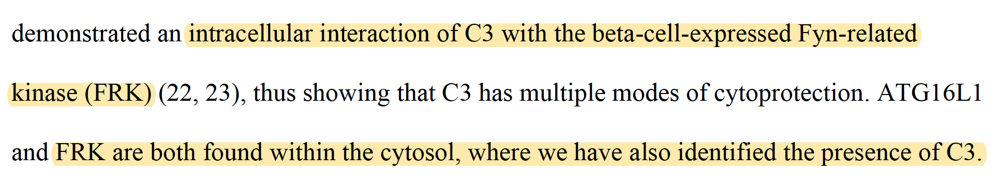 demonstrated an intracellular interaction of C3 with the beta-cell-expressed Fyn-related
kinase (FRK) (22, 23), thus showing that C3 has multiple modes of cytoprotection. ATG16L1
and FRK are both found within the cytosol, where we have also identified the presence of C3.